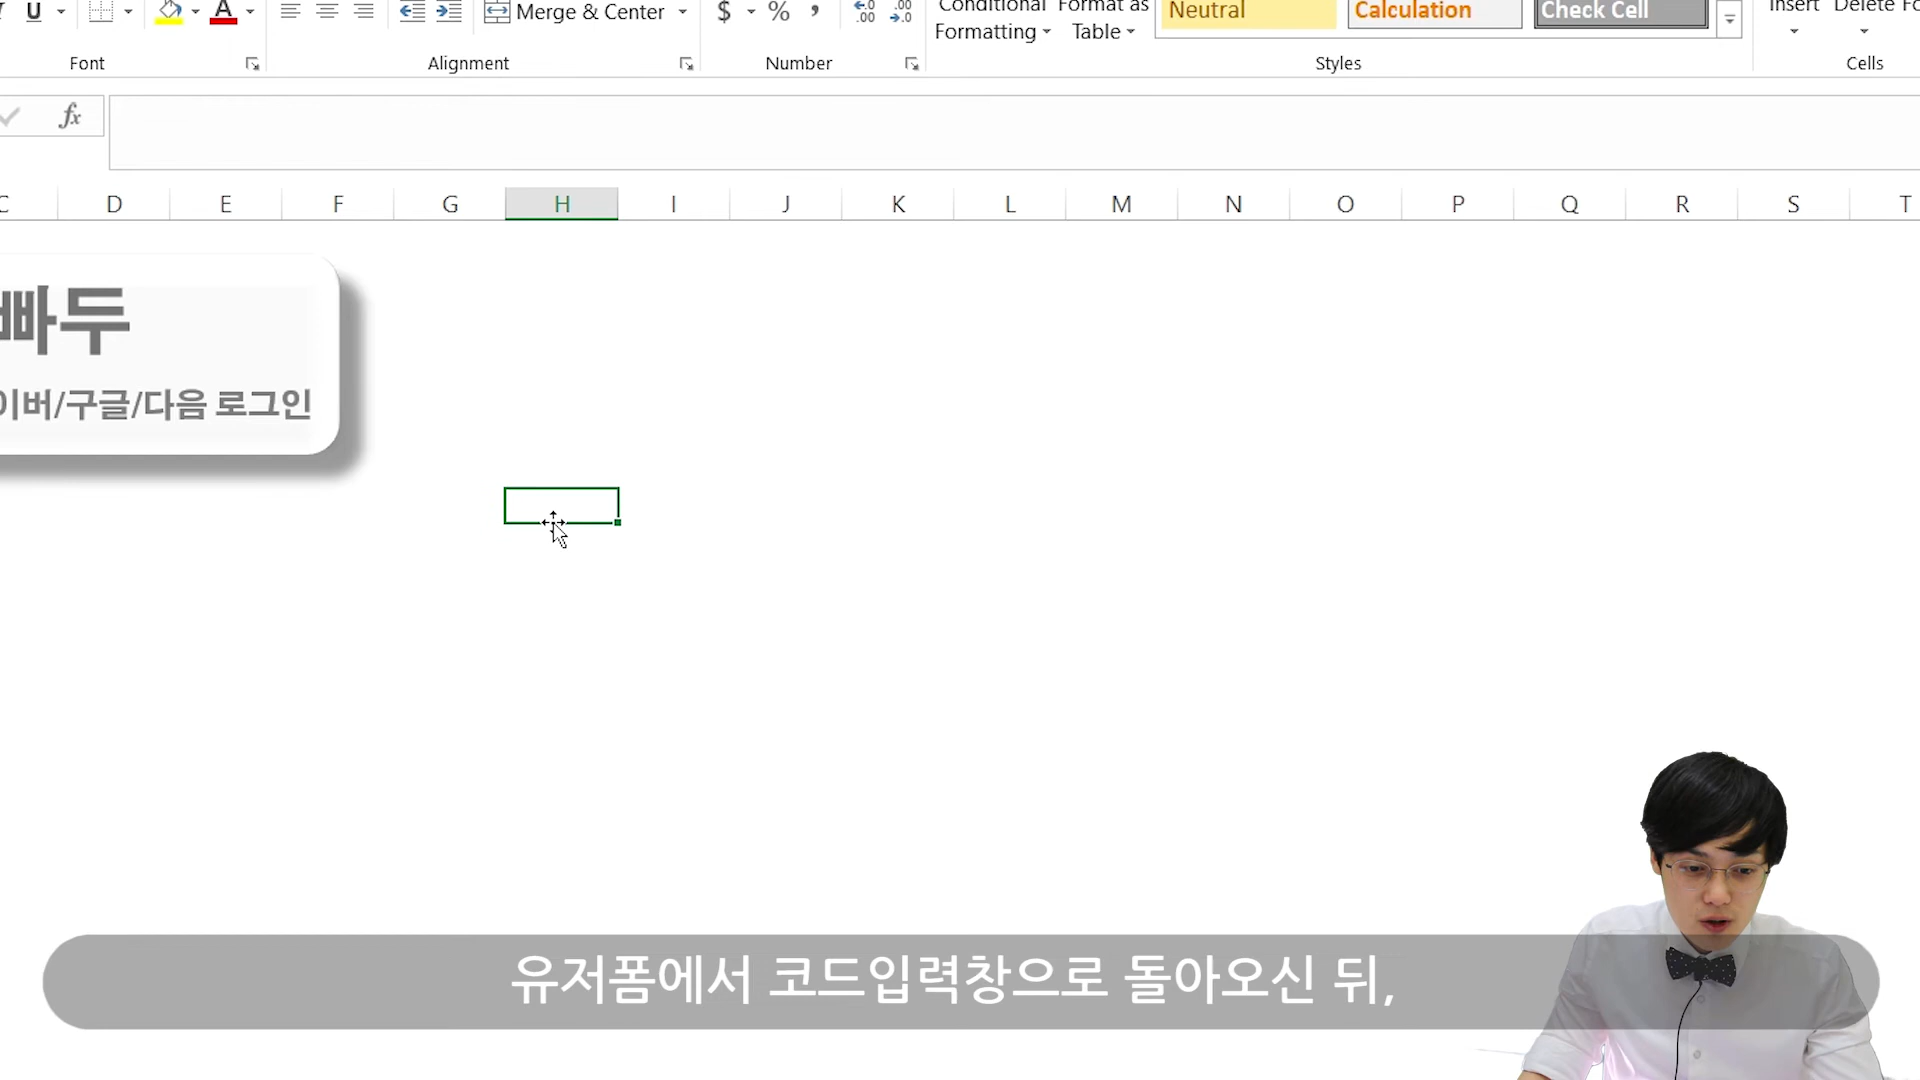 U A Merge & Center $ % , .00 .00 Conditional Formatting Format as Table Neutral Calculation Check Cell Insert Delete
Font Alignment Number Styles Cells
fx
C D E F G H I J K L M N O P Q R S T
빠두
이버/구글/다음 로그인
유저폼에서 코드입력창으로 돌아오신 뒤,